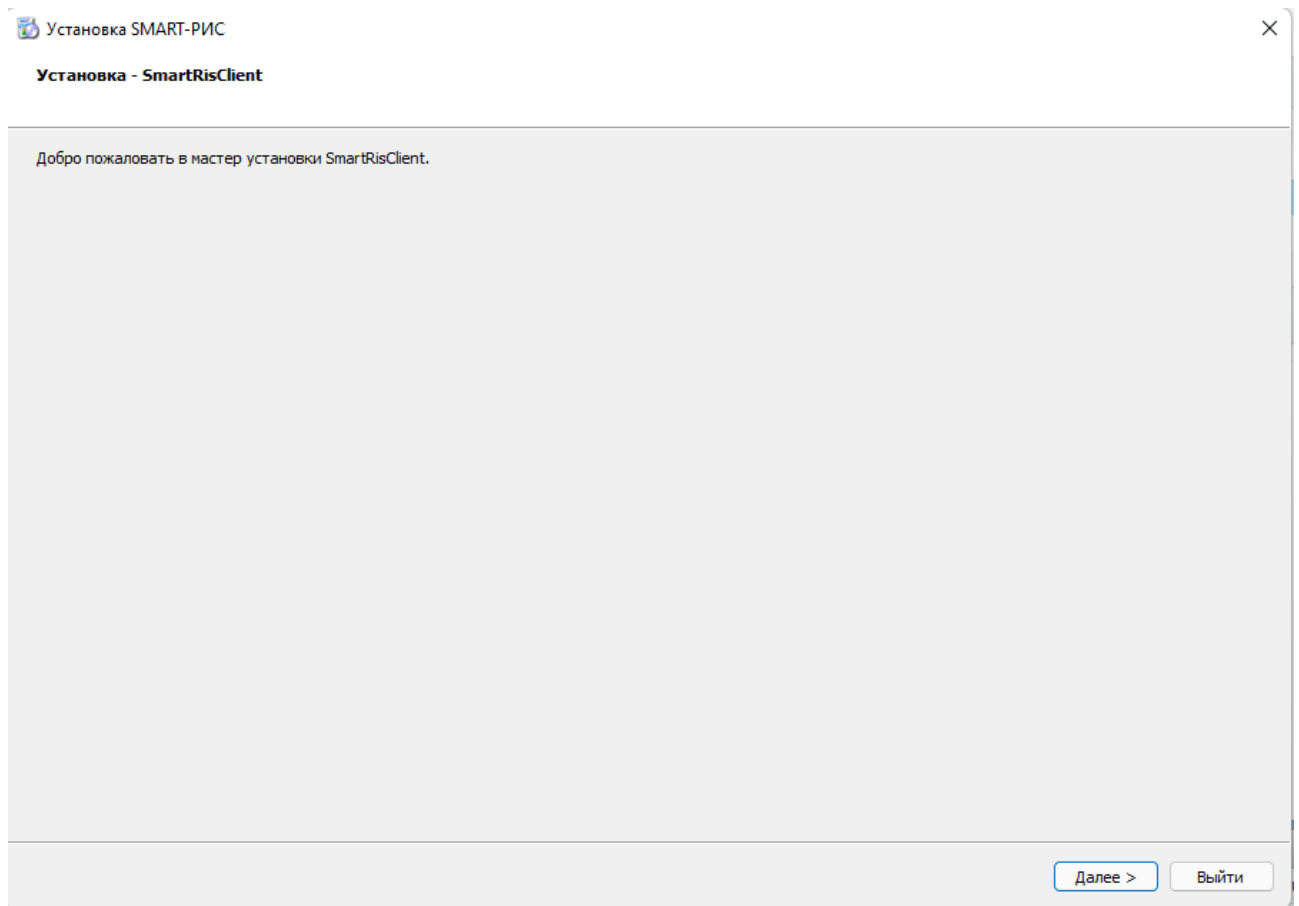 Установка SMART-РИС
Установка - SmartRisClient
Добро пожаловать в мастер установки SmartRisClient.
Далее >
Выйти